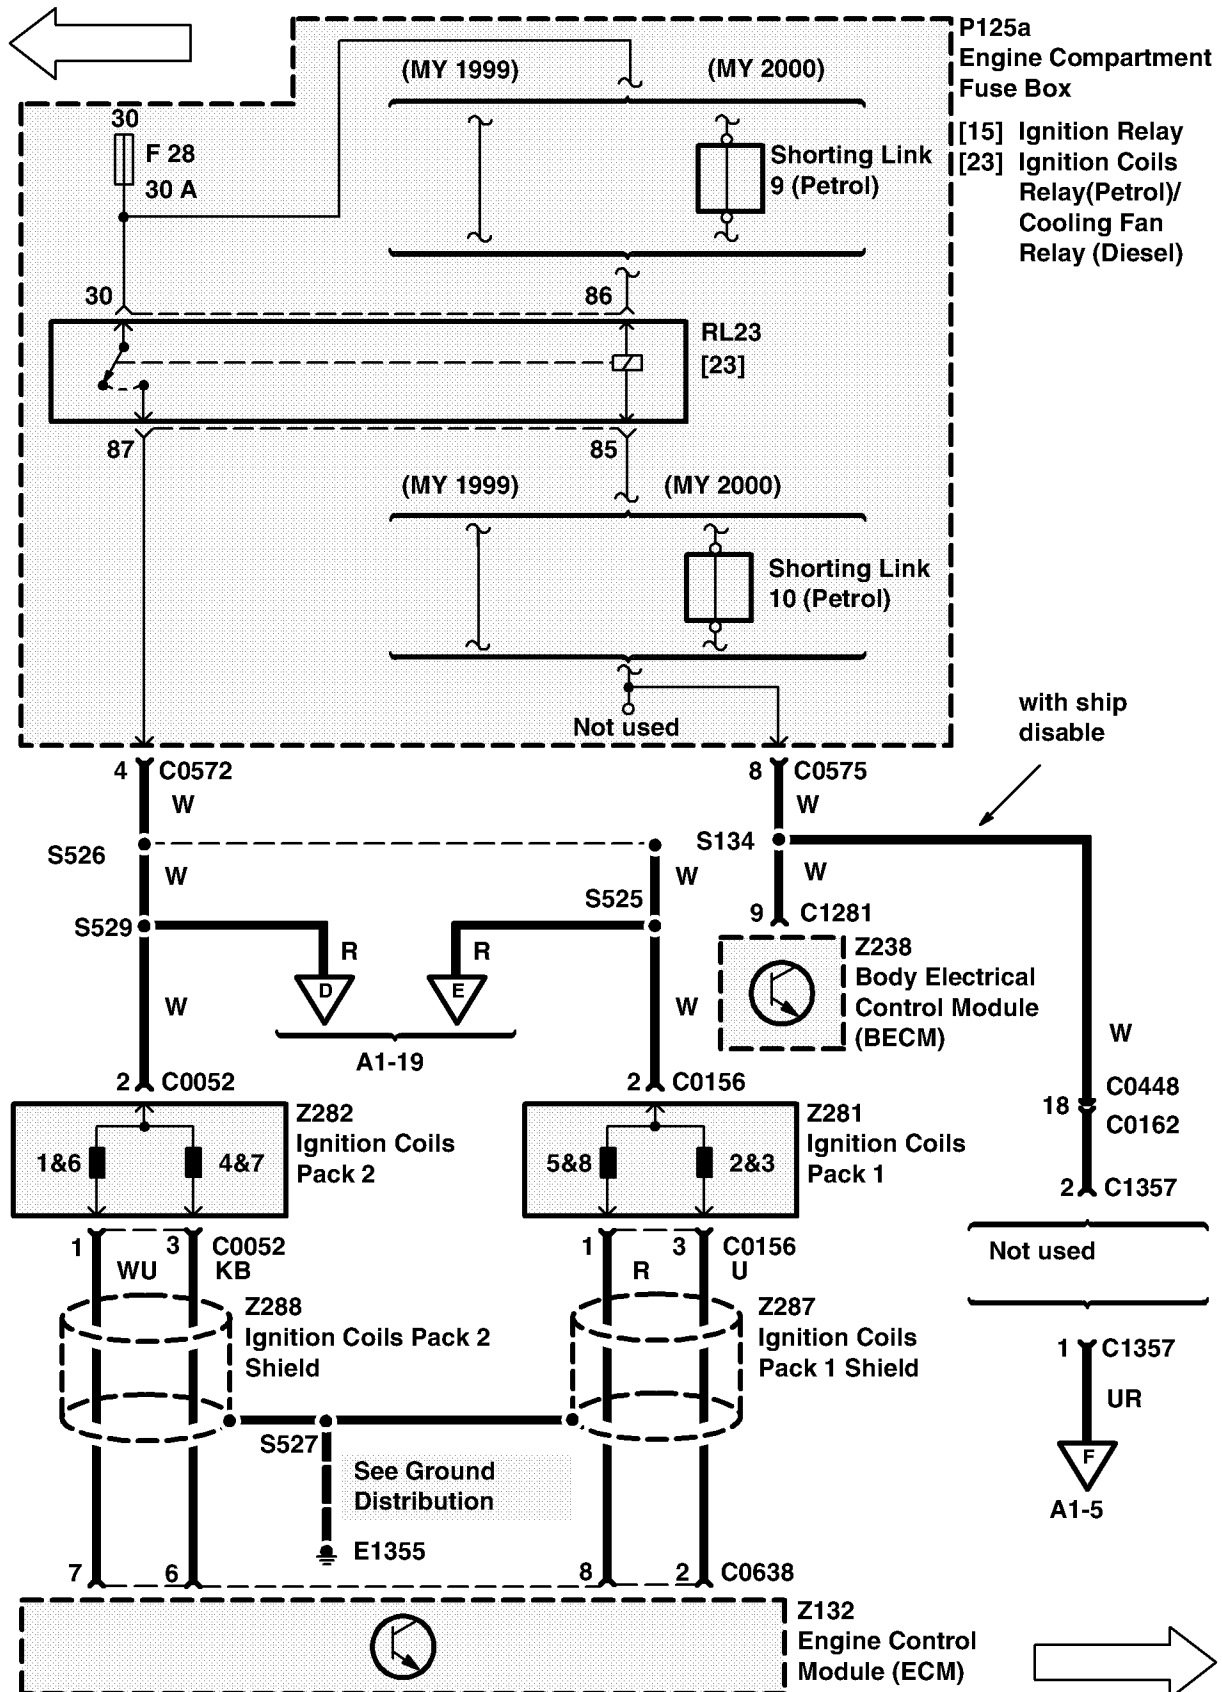 P125a
Engine Compartment
Fuse Box
[15] Ignition Relay
[23] Ignition Coils
Relay(Petrol)/
Cooling Fan
Relay (Diesel)
(MY 1999)
(MY 2000)
30
F 28
30 A
Shorting Link
9 (Petrol)
30
86
RL23
[23]
87
85
(MY 1999)
(MY 2000)
Shorting Link
10 (Petrol)
Not used
with ship
disable
4
C0572
8
C0575
W
W
S526
S134
W
W
W
S525
9
C1281
S529
R
R
Z238
Body Electrical
Control Module
(BECM)
D
E
W
W
W
A1-19
2
C0052
2
C0156
C0448
18
C0162
Z282
Ignition Coils
Pack 2
1&6
4&7
Z281
Ignition Coils
Pack 1
5&8
2&3
2
C1357
1
3
C0052
WU
KB
1
3
C0156
R
U
Not used
Z288
Ignition Coils Pack 2
Shield
Z287
Ignition Coils
Pack 1 Shield
1
C1357
UR
S527
F
See Ground
Distribution
A1-5
E1355
7
6
8
2
C0638
Z132
Engine Control
Module (ECM)